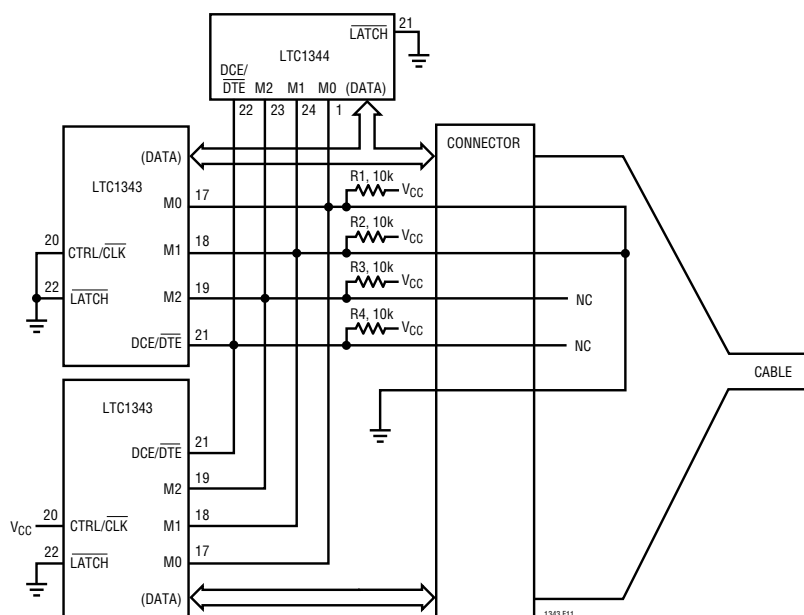 LATCH 21
LTC1344
DCE/
DTE M2 M1 M0 (DATA)
22 23 24 1
CONNECTOR
(DATA)
LTC1343
R1, 10k
VCC
M0 17
R2, 10k
VCC
20 CTRL/CLK
M1 18
R3, 10k
VCC
22 LATCH
M2 19
NC
R4, 10k
VCC
DCE/DTE 21
NC
CABLE
LTC1343
DCE/DTE 21
M2 19
VCC 20 CTRL/CLK
M1 18
22 LATCH
M0 17
(DATA)
1343 F11